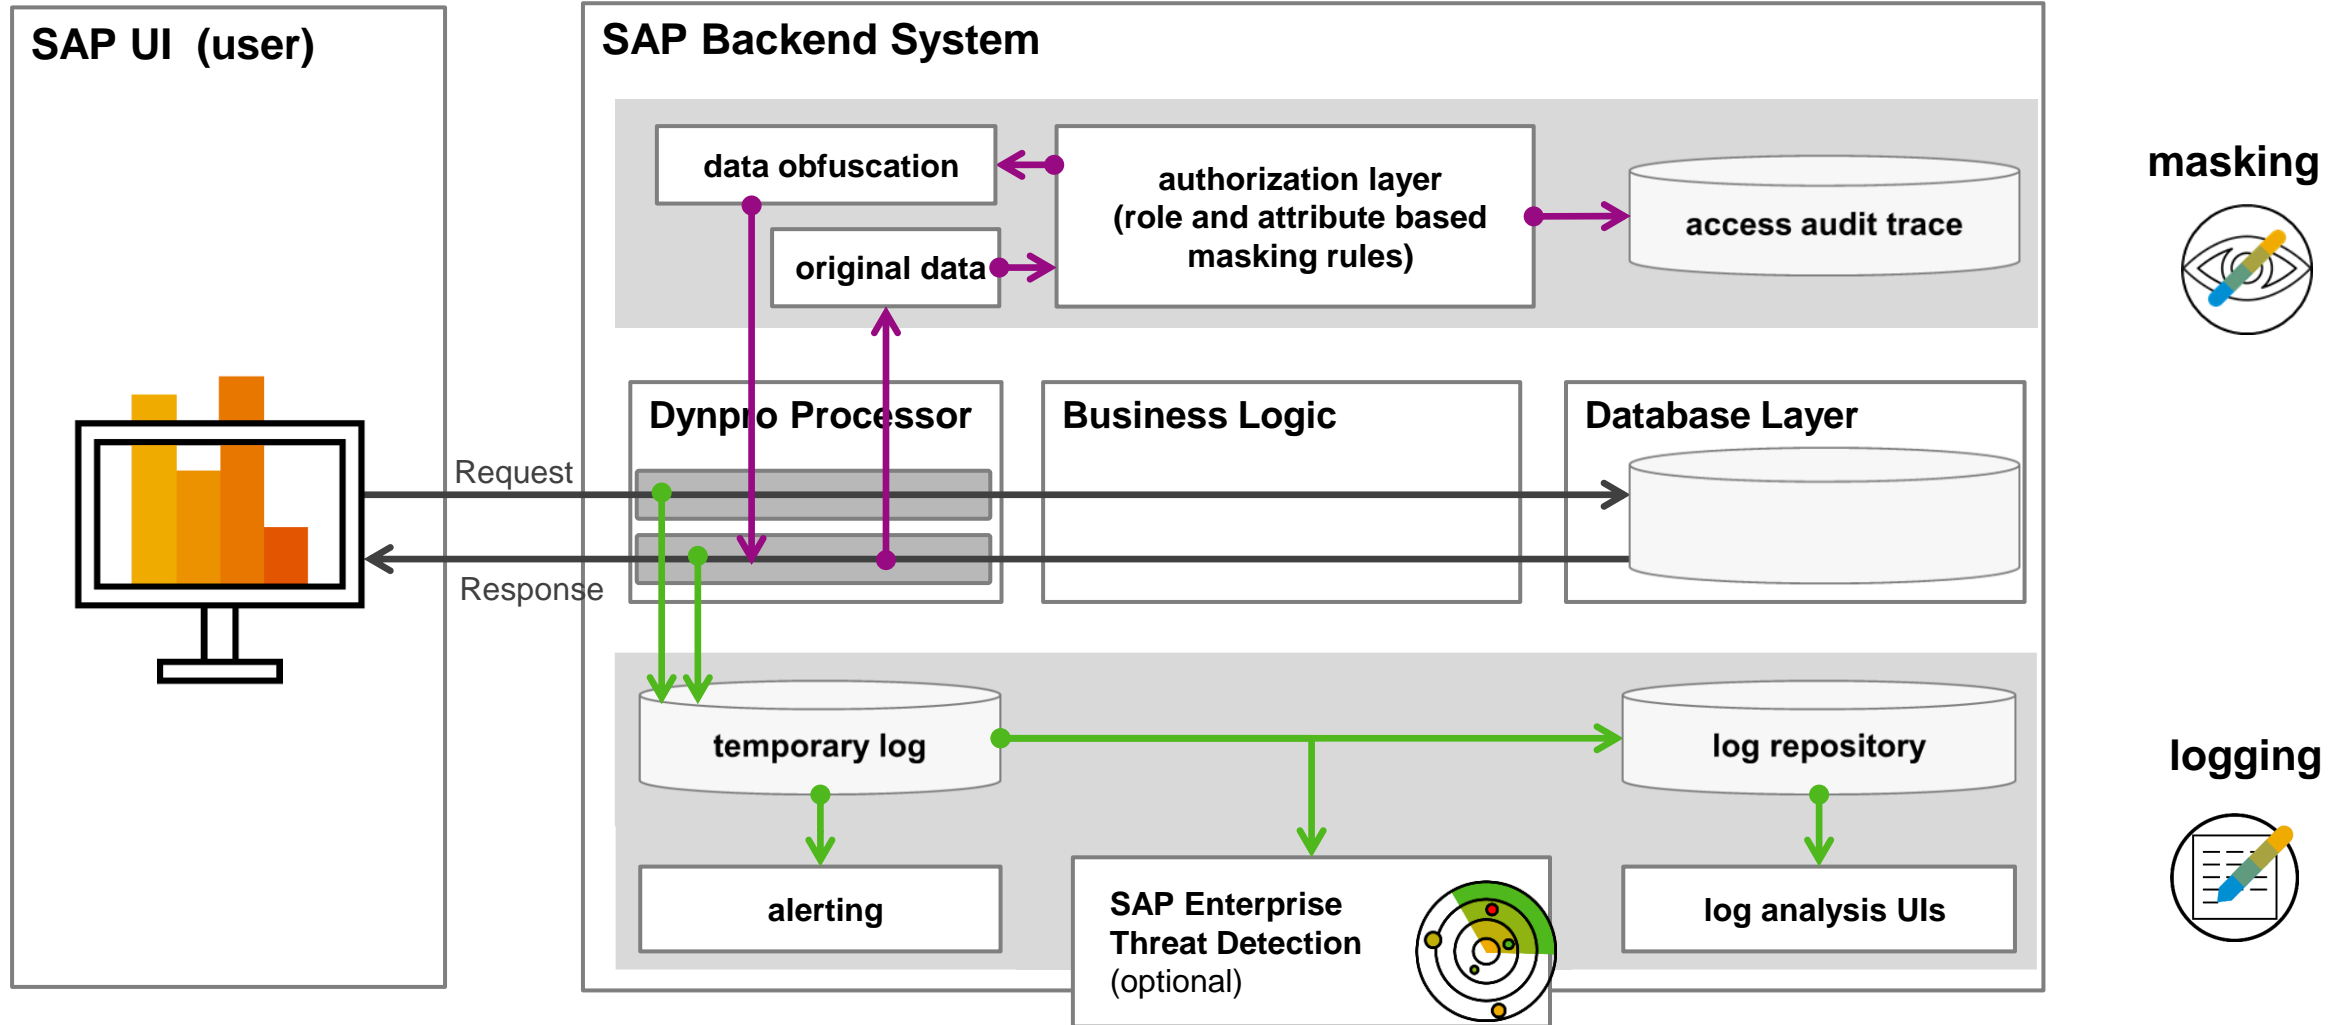 SAP UI (user)
SAP Backend System
data obfuscation
original data
authorization layer
(role and attribute based
masking rules)
access audit trace
masking
Dynpro Processor
Business Logic
Database Layer
Request
Response
temporary log
log repository
logging
alerting
SAP Enterprise
Threat Detection
(optional)
log analysis UIs